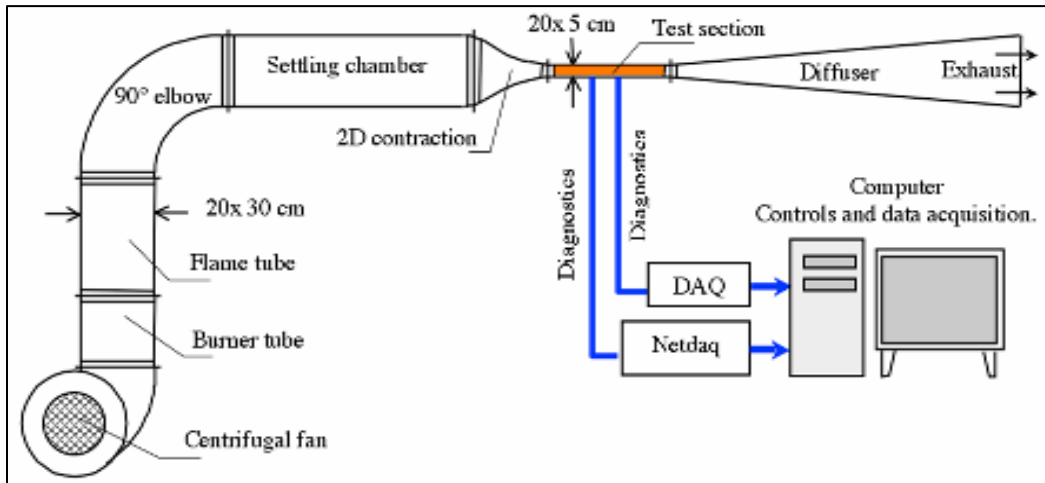 20x 5 cm
Test section
Settling chamber
Diffuser
Exhaust
90° elbow
2D contraction
Diagnostics
Diagnostics
Computer
Controls and data acquisition.
20x 30 cm
Flame tube
DAQ
Burner tube
Netdaq
Centrifugal fan